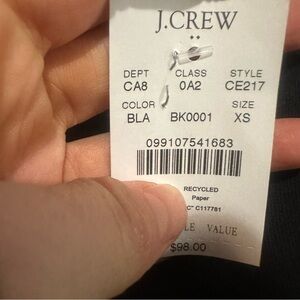 J.CREW
DEPT CLASS STYLE
CA8 0A2 CE217
COLOR SIZE
BLA BK0001 XS
099107541683
RECYCLED
Paper
C117781
LE VALUE
$98.00